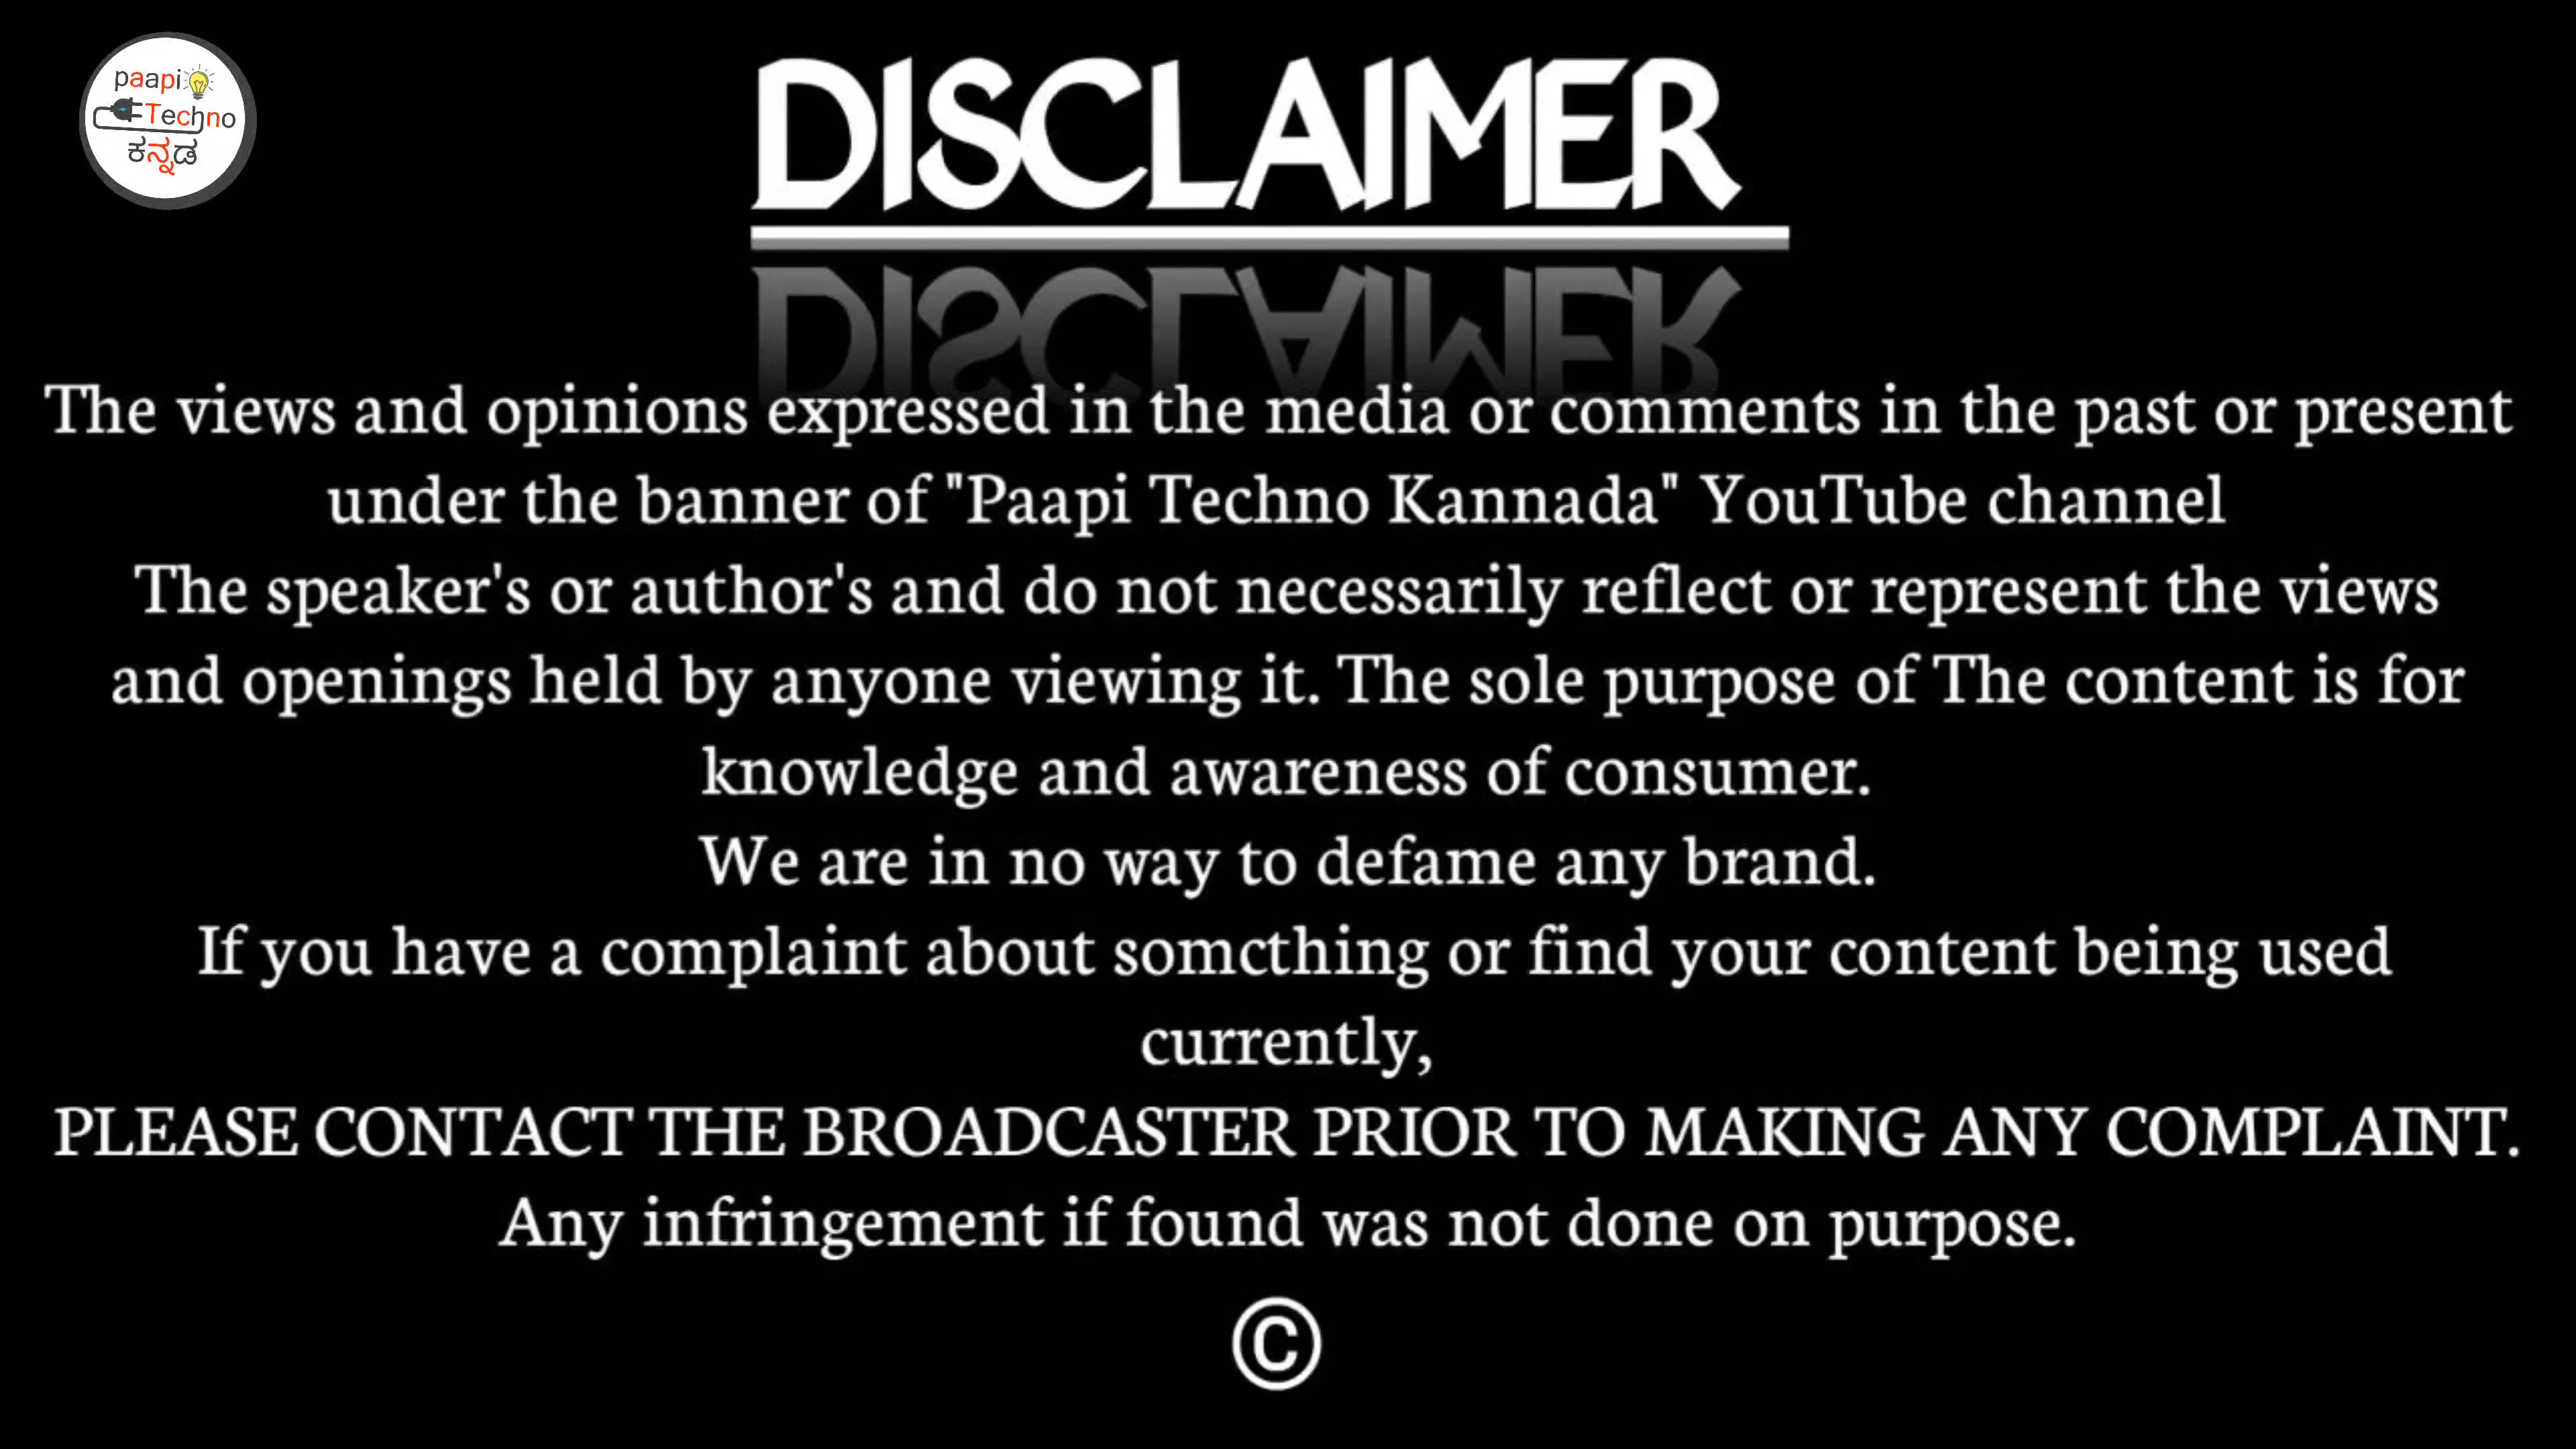 paapi
Techno
ಕನ್ನಡ
DISCLAIMER
The views and opinions expressed in the media or comments in the past or present
under the banner of "Paapi Techno Kannada" YouTube channel
The speaker's or author's and do not necessarily reflect or represent the views
and openings held by anyone viewing it. The sole purpose of The content is for
knowledge and awareness of consumer.
We are in no way to defame any brand.
If you have a complaint about somcthing or find your content being used
currently,
PLEASE CONTACT THE BROADCASTER PRIOR TO MAKING ANY COMPLAINT.
Any infringement if found was not done on purpose.
©